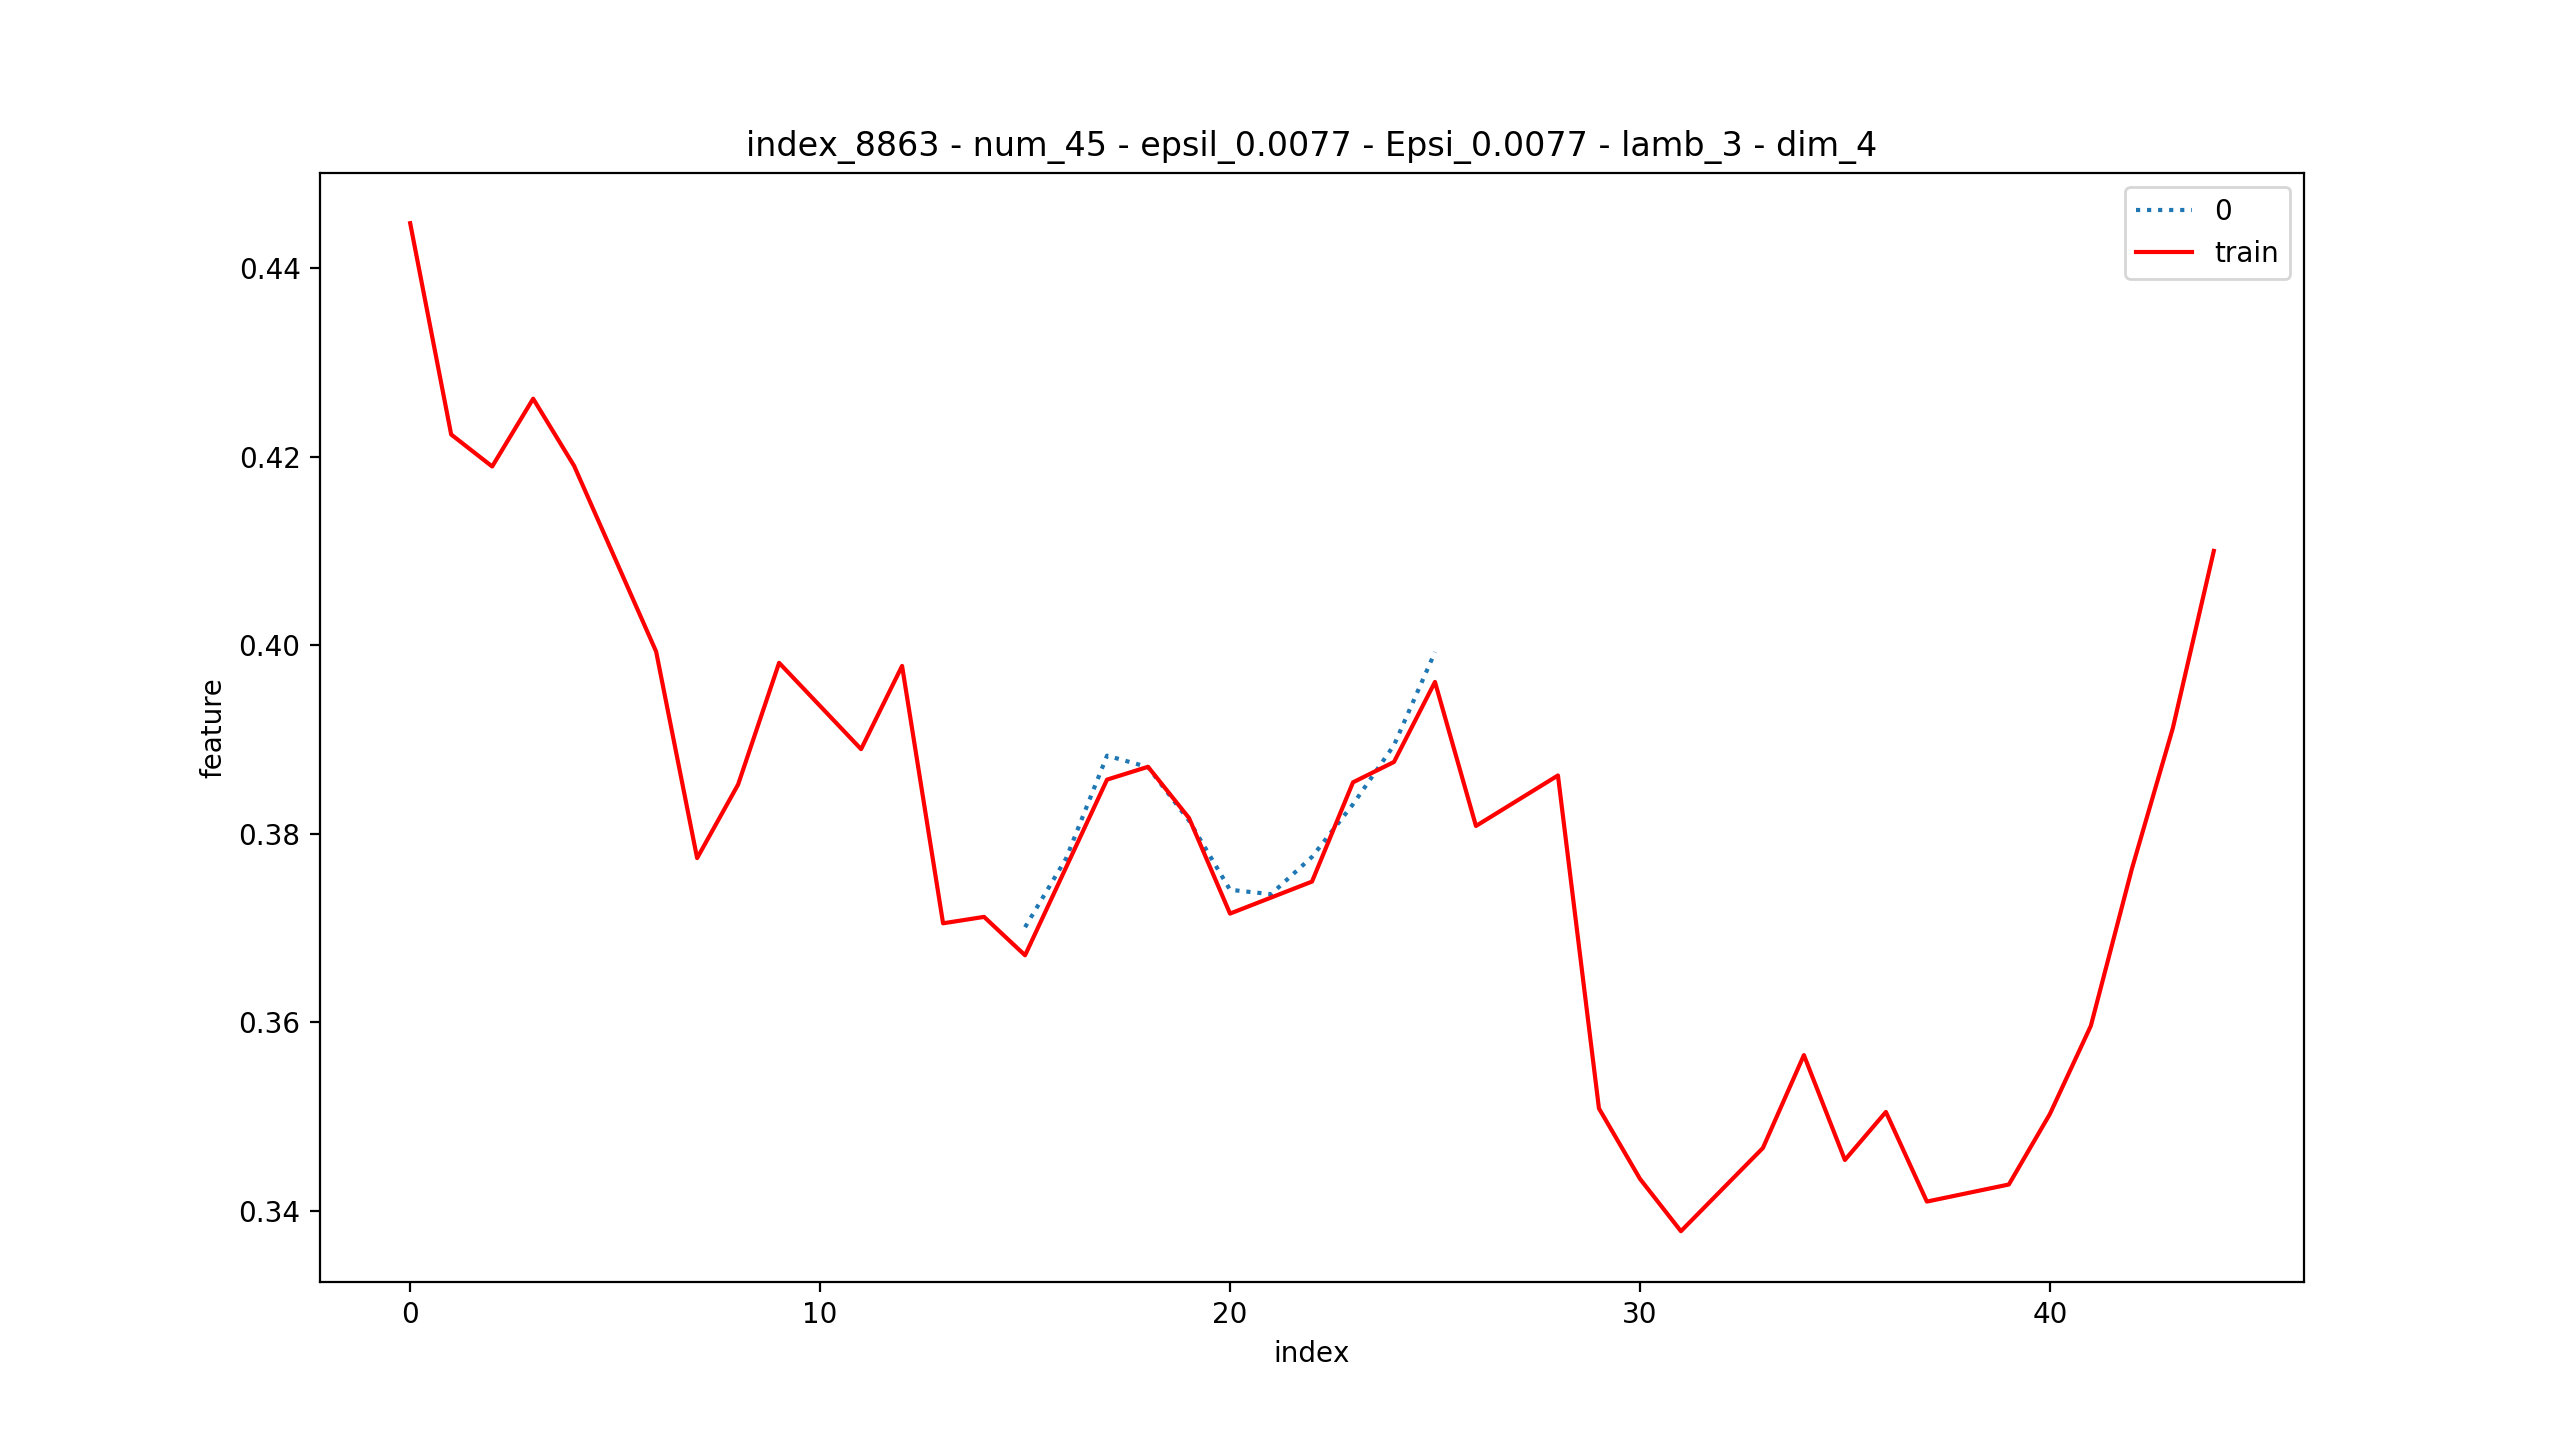 index_8863 - num_45 - epsil_0.0077 - Epsi_0.0077 - lamb_3 - dim_4
0
train
0.44
0.42
0.40
0.38
0.36
0.34
feature
0 10 20 30 40
index